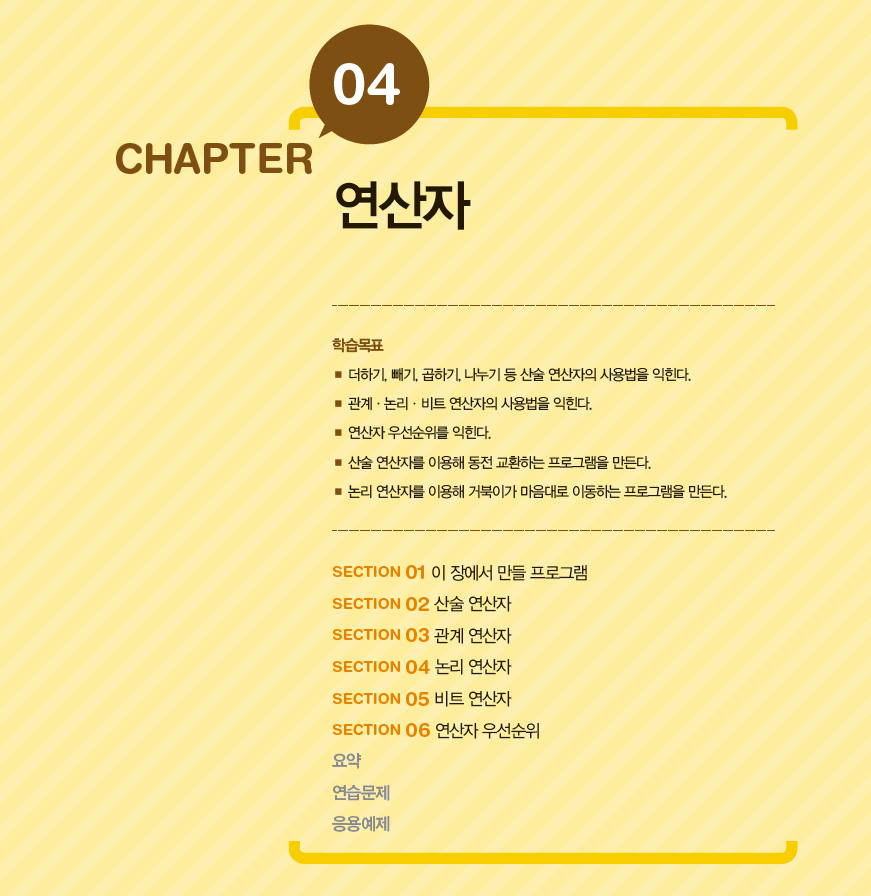 04
CHAPTER
연산자
학습목표
■ 더하기, 빼기, 곱하기, 나누기 등 산술 연산자의 사용법을 익힌다.
■ 관계 · 논리 · 비트 연산자의 사용법을 익힌다.
■ 연산자 우선순위를 익힌다.
■ 산술 연산자를 이용해 동전 교환하는 프로그램을 만든다.
■ 논리 연산자를 이용해 거북이가 마음대로 이동하는 프로그램을 만든다.
SECTION 01 이 장에서 만들 프로그램
SECTION 02 산술 연산자
SECTION 03 관계 연산자
SECTION 04 논리 연산자
SECTION 05 비트 연산자
SECTION 06 연산자 우선순위
요약
연습문제
응용예제